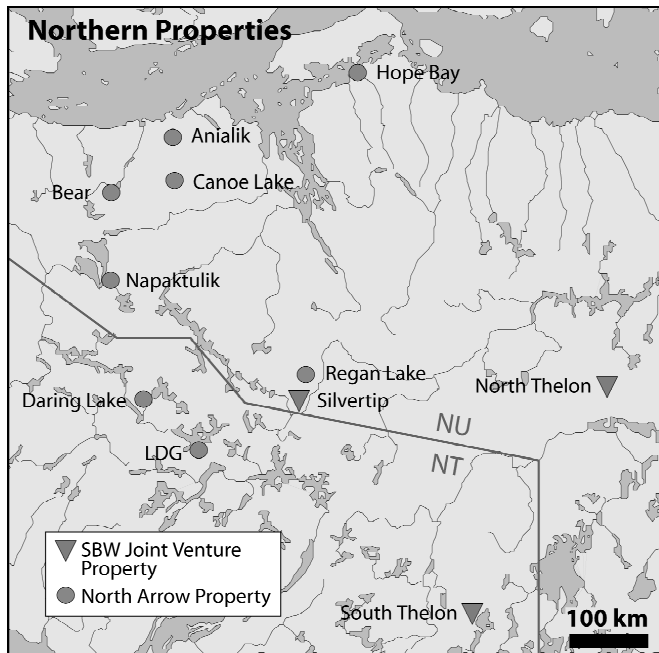 Northern Properties
Hope Bay
Anialik
Canoe Lake
Bear
Napaktulik
Regan Lake
North Thelon
Daring Lake
Silvertip
NU
LDG
NT
SBW Joint Venture
Property
North Arrow Property
South Thelon
100 km